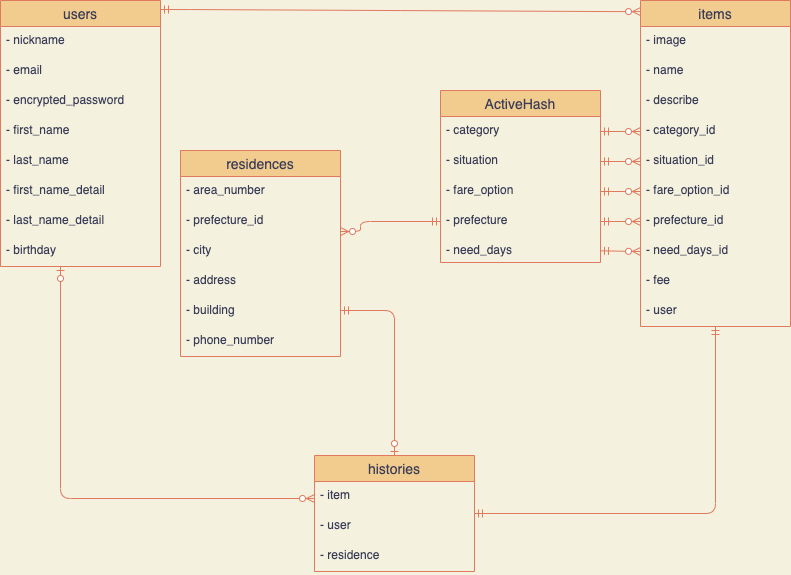 users
- nickname
- email
- encrypted_password
- first_name
- last_name
- first_name_detail
- last_name_detail
- birthday
residences
- area_number
- prefecture_id
- city
- address
- building
- phone_number
ActiveHash
- category
- situation
- fare_option
- prefecture
- need_days
items
- image
- name
- describe
- category_id
- situation_id
- fare_option_id
- prefecture_id
- need_days_id
- fee
- user
histories
- item
- user
- residence